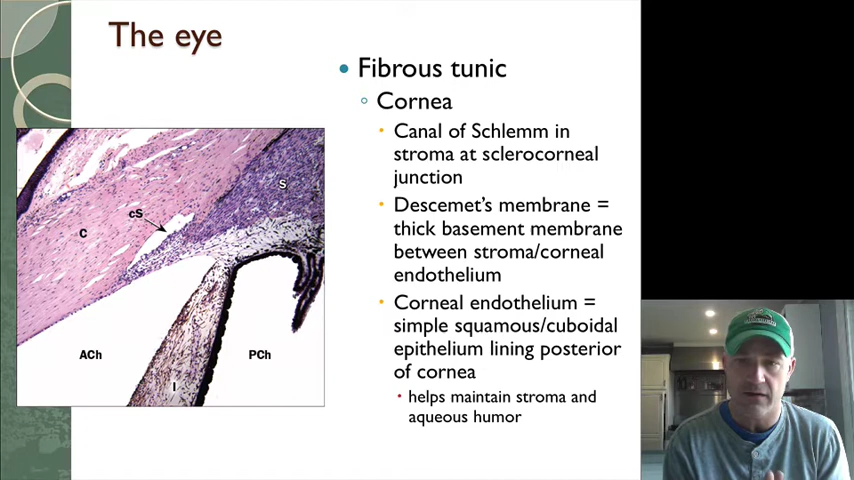 The eye
• Fibrous tunic
◦ Cornea
• Canal of Schlemm in
stroma at sclerocorneal
junction
• Descemet's membrane =
thick basement membrane
between stroma/corneal
endothelium
• Corneal endothelium =
simple squamous/cuboidal
epithelium lining posterior
of cornea
• helps maintain stroma and
aqueous humor
S
cS
C
ACh
PCh
I